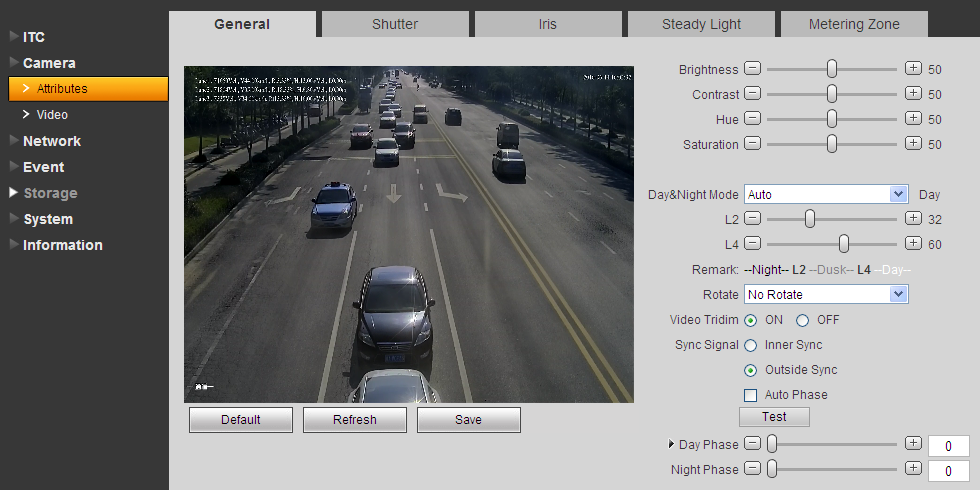 General
Shutter
Iris
Steady Light
Metering Zone
ITC
Camera
Attributes
Video
Network
Event
Storage
System
Information
Default
Refresh
Save
Brightness 50
Contrast 50
Hue 50
Saturation 50
Day&Night Mode Auto Day
L2 32
L4 60
Remark: --Night-- L2 --Dusk-- L4 --Day--
Rotate No Rotate
Video Tridim ON OFF
Sync Signal Inner Sync
Outside Sync
Auto Phase
Test
Day Phase 0
Night Phase 0